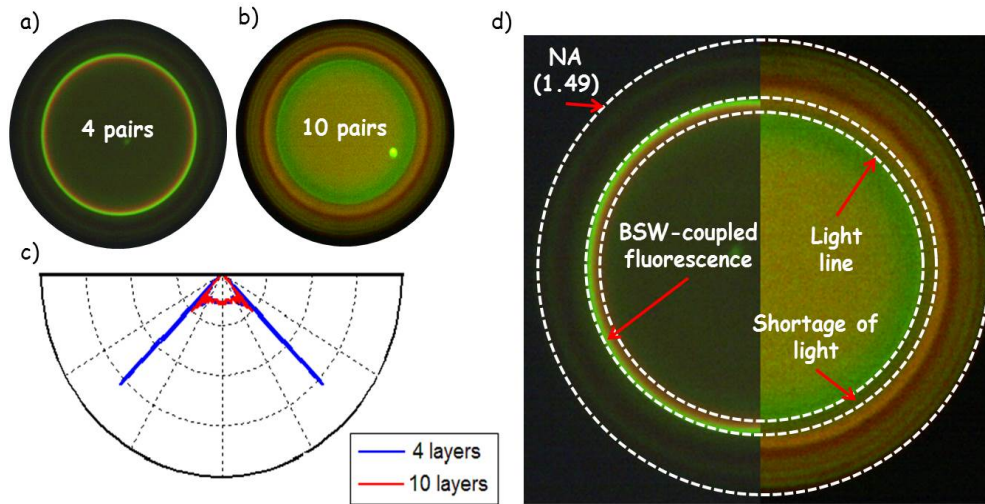 a)
4 pairs
b)
10 pairs
c)
4 layers
10 layers
d)
NA
(1.49)
BSW-coupled
fluorescence
Light
line
Shortage of
light